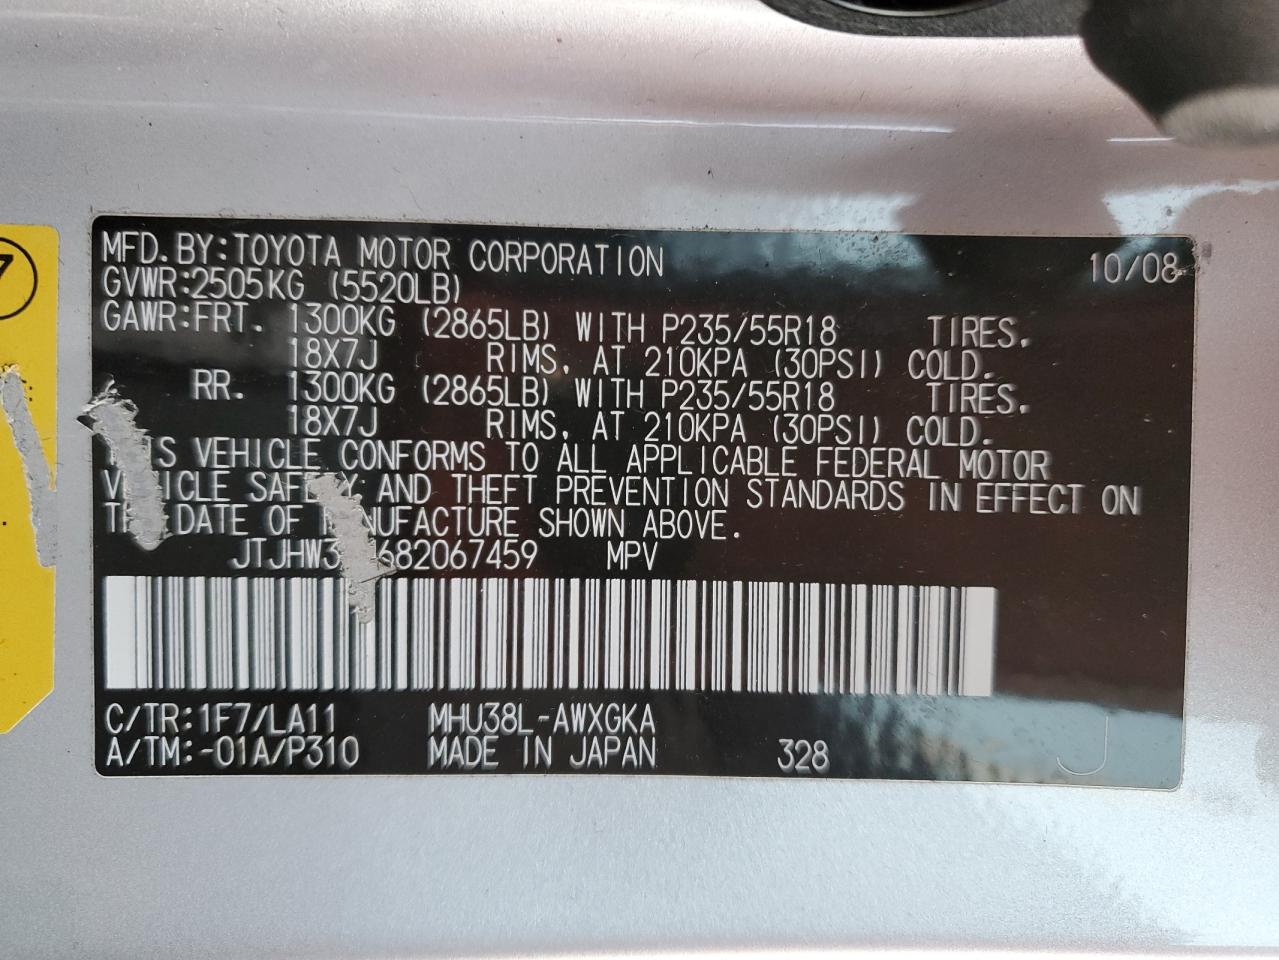 MFD.BY:TOYOTA MOTOR CORPORATION 10/08
GVWR:2505KG (5520LB)
GAWR:FRT. 1300KG (2865LB) WITH P235/55R18 TIRES.
18X7J RIMS, AT 210KPA (30PSI) COLD.
RR. 1300KG (2865LB) WITH P235/55R18 TIRES.
18X7J RIMS, AT 210KPA (30PSI) COLD.
VEHICLE CONFORMS TO ALL APPLICABLE FEDERAL MOTOR
AND THEFT PREVENTION STANDARDS IN EFFECT ON
DATE OF SHOWN ABOVE.
MPV
C/TR:1F7/LA11 MHU38L-AWXGKA
A/TM:-01A/P310 MADE IN JAPAN 328
J
7